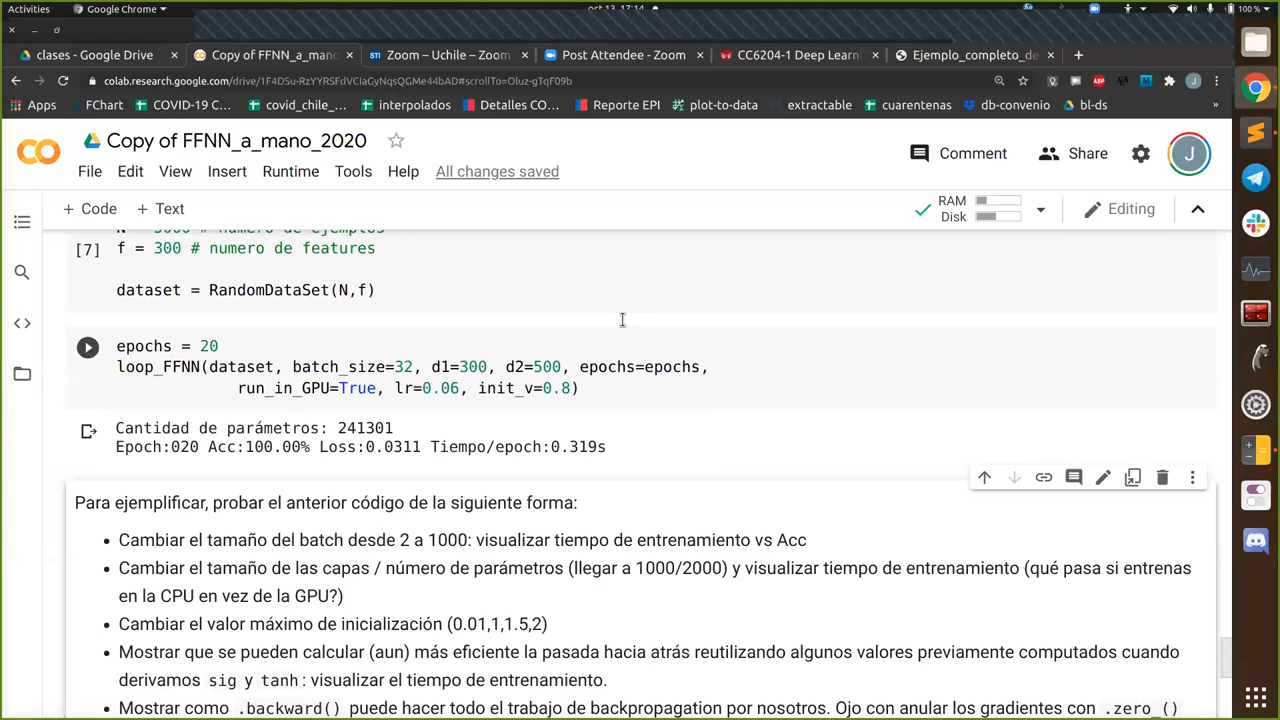 Activities Google Chrome oct 13, 17:14 100 %
clases - Google Drive × Copy of FFNN_a_mano × Zoom – Uchile – Zoom × Post Attendee - Zoom × CC6204-1 Deep Learni × Ejemplo_completo_de × +
colab.research.google.com/drive/1F4DSu-RzYYRSFdVClaGyNqsQGMe44bAD#scrollTo=Oluz-gTqF09b
Apps FChart COVID-19 C... covid_chile_... interpolados Detalles CO... Reporte EPI plot-to-data extractable cuarentenas db-convenio bl-ds »
Copy of FFNN_a_mano_2020
Comment Share J
File Edit View Insert Runtime Tools Help All changes saved
+ Code + Text RAM Disk Editing
N = 3000 # numero de ejemplos
[7] f = 300 # numero de features
dataset = RandomDataSet(N,f)
epochs = 20
loop_FFNN(dataset, batch_size=32, d1=300, d2=500, epochs=epochs,
run_in_GPU=True, lr=0.06, init_v=0.8)
Cantidad de parámetros: 241301
Epoch:020 Acc:100.00% Loss:0.0311 Tiempo/epoch:0.319s
Para ejemplificar, probar el anterior código de la siguiente forma:
• Cambiar el tamaño del batch desde 2 a 1000: visualizar tiempo de entrenamiento vs Acc
• Cambiar el tamaño de las capas / número de parámetros (llegar a 1000/2000) y visualizar tiempo de entrenamiento (qué pasa si entrenas
en la CPU en vez de la GPU?)
• Cambiar el valor máximo de inicialización (0.01,1,1.5,2)
• Mostrar que se pueden calcular (aun) más eficiente la pasada hacia atrás reutilizando algunos valores previamente computados cuando
derivamos sig y tanh: visualizar el tiempo de entrenamiento.
• Mostrar como .backward() puede hacer todo el trabajo de backpropagation por nosotros. Ojo con anular los gradientes con .zero_()